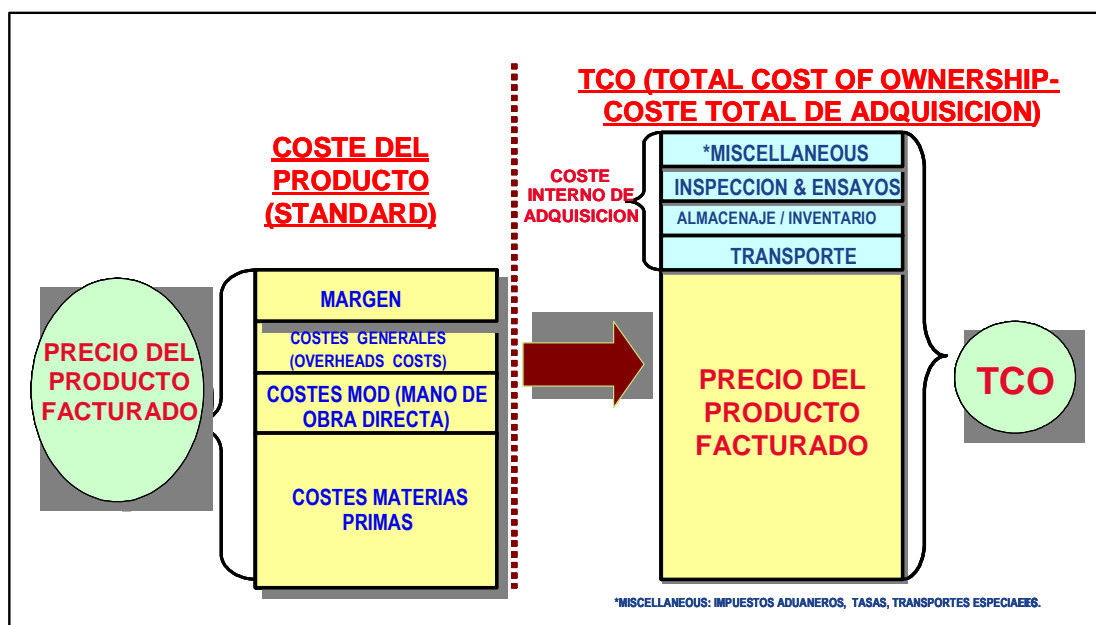 COSTE DEL
PRODUCTO
(STANDARD)
PRECIO DEL
PRODUCTO
FACTURADO
MARGEN
COSTES GENERALES
(OVERHEADS COSTS)
COSTES MOD (MANO DE
OBRA DIRECTA)
COSTES MATERIAS
PRIMAS
TCO (TOTAL COST OF OWNERSHIP-
COSTE TOTAL DE ADQUISICION)
COSTE
INTERNO DE
ADQUISICION
*MISCELLANEOUS
INSPECCION & ENSAYOS
ALMACENAJE / INVENTARIO
TRANSPORTE
PRECIO DEL
PRODUCTO
FACTURADO
TCO
*MISCELLANEOUS: IMPUESTOS ADUANEROS, TASAS, TRANSPORTES